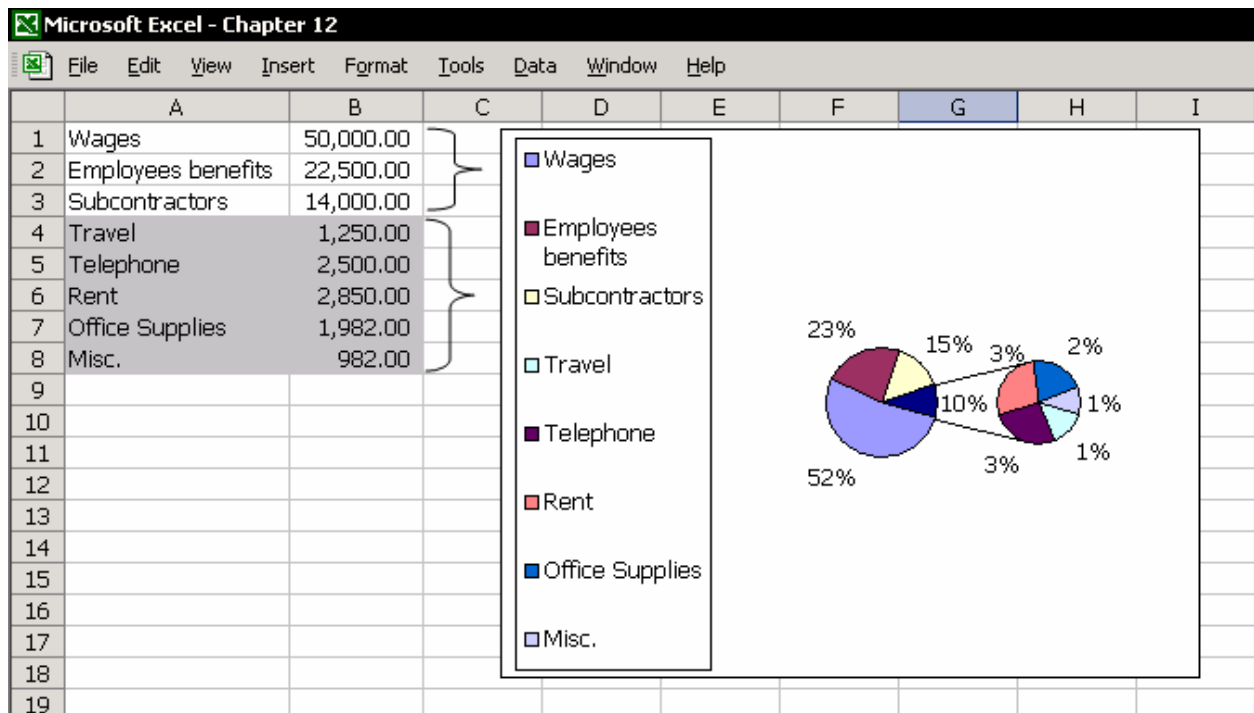 Microsoft Excel - Chapter 12
File Edit View Insert Format Tools Data Window Help
A B C D E F G H I
1 Wages 50,000.00
2 Employees benefits 22,500.00
3 Subcontractors 14,000.00
4 Travel 1,250.00
5 Telephone 2,500.00
6 Rent 2,850.00
7 Office Supplies 1,982.00
8 Misc. 982.00
9
10
11
12
13
14
15
16
17
18
19
Wages
Employees
benefits
Subcontractors
Travel
Telephone
Rent
Office Supplies
Misc.
23%
15%
3%
2%
10%
1%
1%
3%
52%